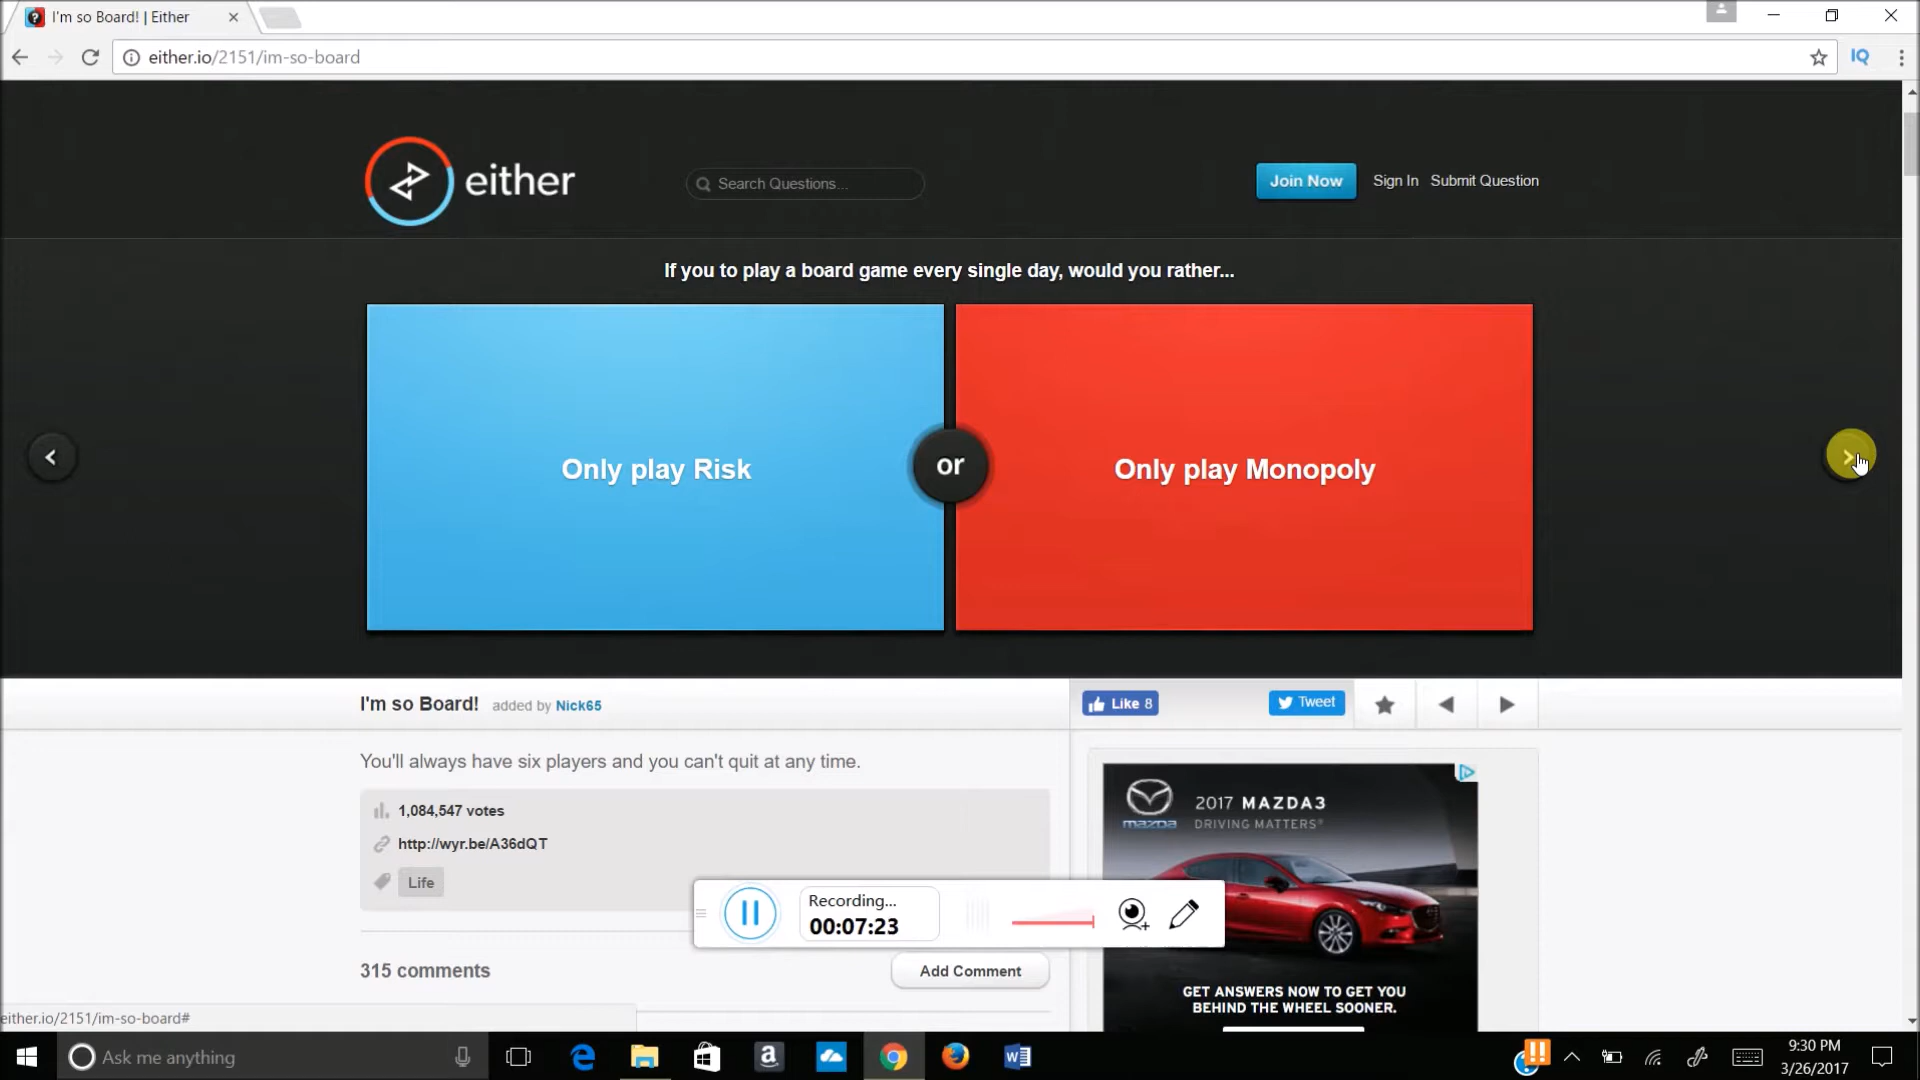 I'm so Board! | Either
either.io/2151/im-so-board
IQ
either
Search Questions...
Join Now
Sign In
Submit Question
If you to play a board game every single day, would you rather...
Only play Risk
or
Only play Monopoly
I'm so Board!
added by Nick65
Like 8
Tweet
You'll always have six players and you can't quit at any time.
1,084,547 votes
http://wyr.be/A36dQT
Life
315 comments
Add Comment
mazda
2017 MAZDA3
DRIVING MATTERS®
GET ANSWERS NOW TO GET YOU
BEHIND THE WHEEL SOONER.
Recording...
00:07:23
either.io/2151/im-so-board#
Ask me anything
9:30 PM
3/26/2017